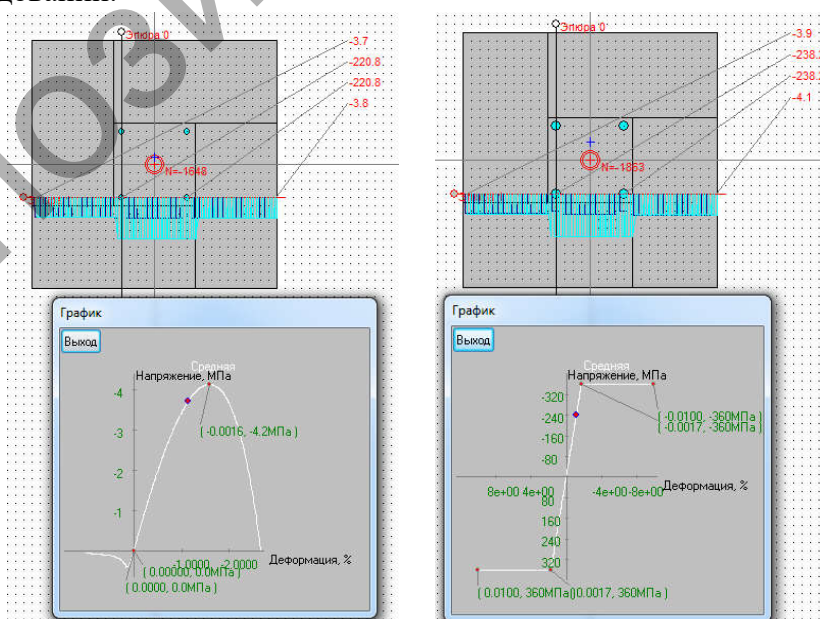 Эпюра 0
-3.7
-220.8
-220.8
-3.8
N=-1648
График
Выход
Средняя
Напряжение, МПа
-4
-3
-2
-1
( -0.0016, -4.2МПа )
-1.0000
-2.0000
Деформация, %
( 0.00000, 0.0МПа )
( 0.0000, 0.0МПа )
Эпюра 0
-3.9
-4.1
N=-1863
График
Выход
Средняя
Напряжение, МПа
-320
-240
-160
-80
( -0.0100, -360МПа )
( -0.0017, -360МПа )
8e+00 4e+00
-4e+00-8e+00
Деформация, %
80
160
240
320
( 0.0100, 360МПа
0.0017, 360МПа )